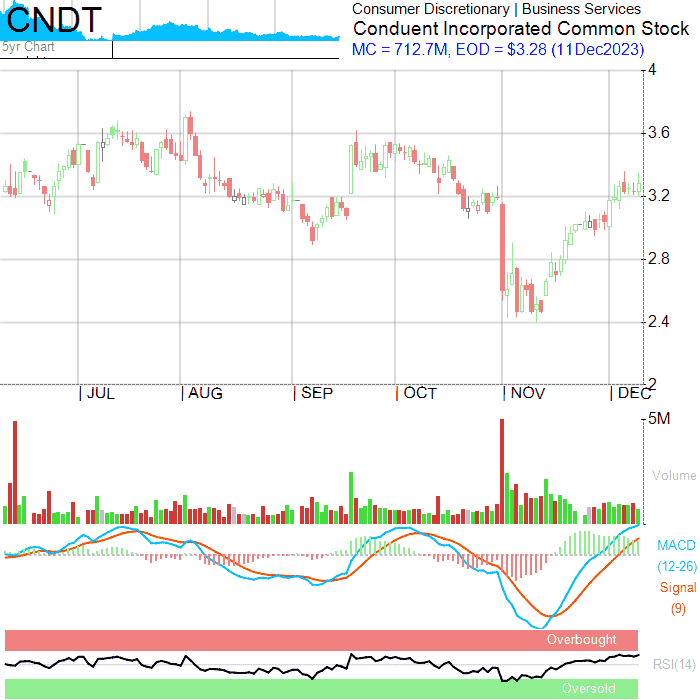 CNDT
Consumer Discretionary | Business Services
Conduent Incorporated Common Stock
MC = 712.7M, EOD = $3.28 (11Dec2023)
5yr Chart
4
3.6
3.2
2.8
2.4
2
| JUL | AUG | SEP | OCT | NOV | DEC
5M
Volume
MACD
(12-26)
Signal
(9)
Overbought
RSI(14)
Oversold